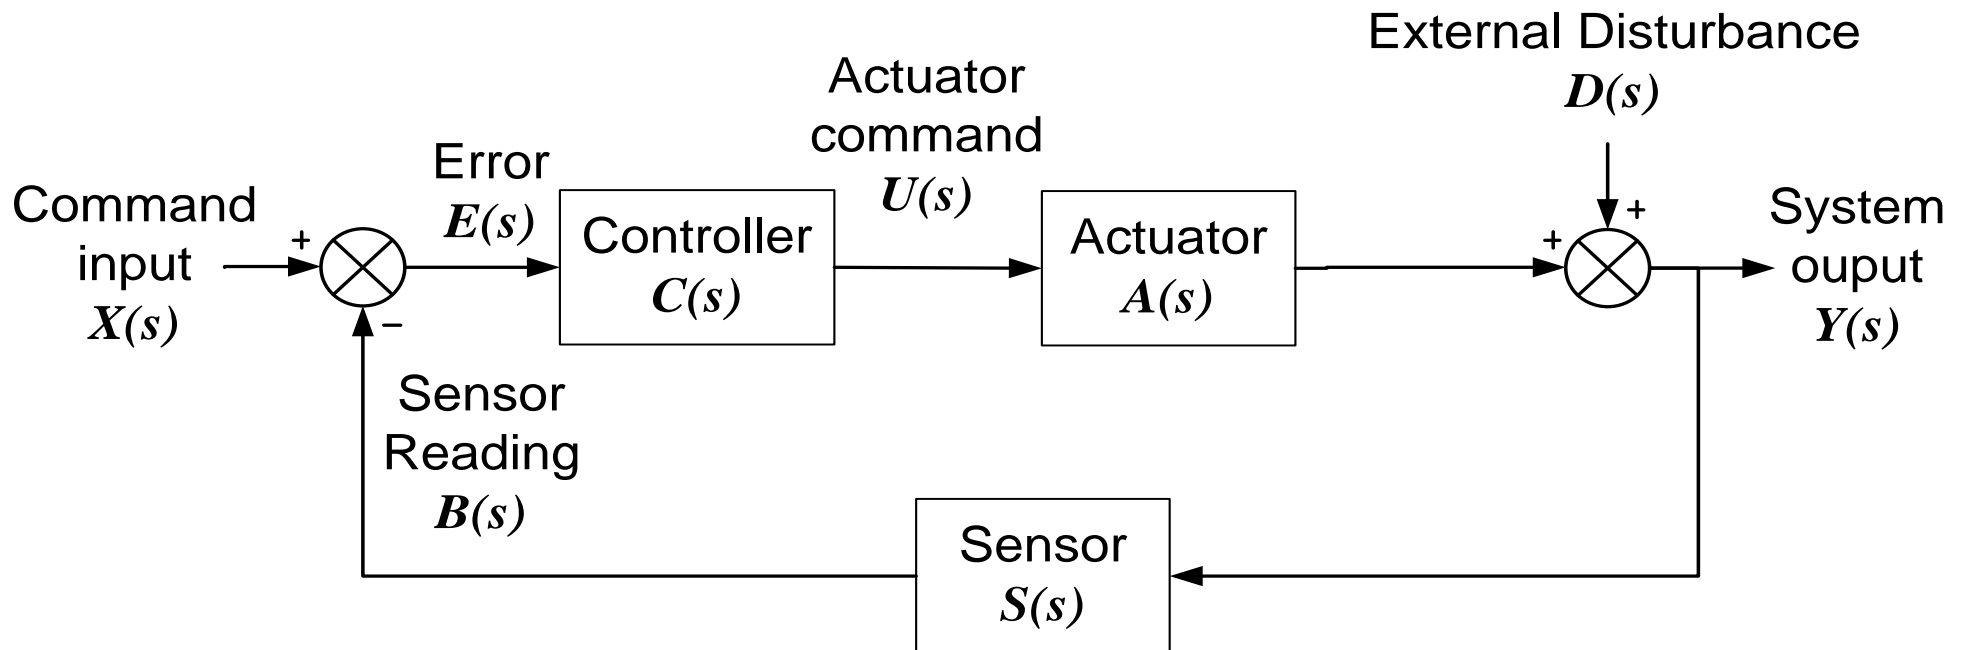 Command
input
X(s)
+
−
Error
E(s)
Controller
C(s)
Actuator
command
U(s)
Actuator
A(s)
External Disturbance
D(s)
+
+
System
ouput
Y(s)
Sensor
Reading
B(s)
Sensor
S(s)